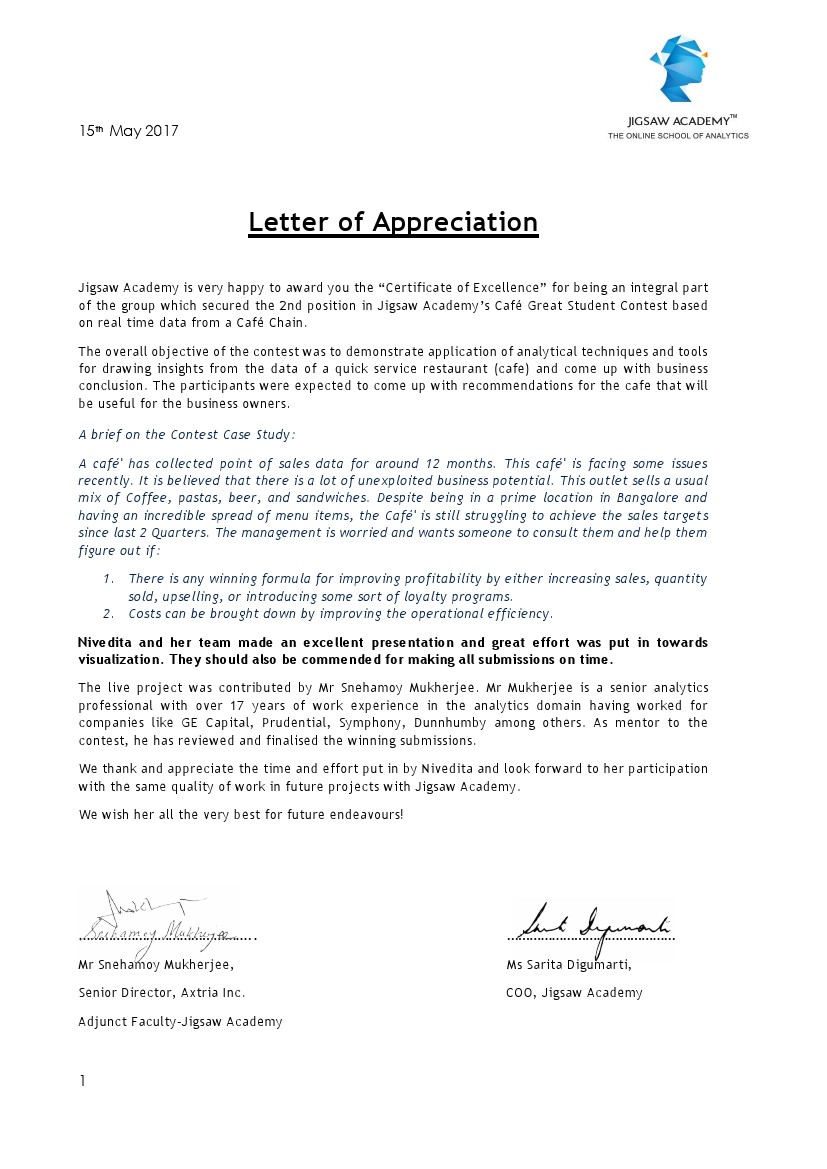 JIGSAW ACADEMY™
THE ONLINE SCHOOL OF ANALYTICS
15th May 2017
Letter of Appreciation
Jigsaw Academy is very happy to award you the “Certificate of Excellence” for being an integral part
of the group which secured the 2nd position in Jigsaw Academy’s Café Great Student Contest based
on real time data from a Café Chain.
The overall objective of the contest was to demonstrate application of analytical techniques and tools
for drawing insights from the data of a quick service restaurant (cafe) and come up with business
conclusion. The participants were expected to come up with recommendations for the cafe that will
be useful for the business owners.
A brief on the Contest Case Study:
A café' has collected point of sales data for around 12 months. This café' is facing some issues
recently. It is believed that there is a lot of unexploited business potential. This outlet sells a usual
mix of Coffee, pastas, beer, and sandwiches. Despite being in a prime location in Bangalore and
having an incredible spread of menu items, the Café' is still struggling to achieve the sales targets
since last 2 Quarters. The management is worried and wants someone to consult them and help them
figure out if:
1. There is any winning formula for improving profitability by either increasing sales, quantity
sold, upselling, or introducing some sort of loyalty programs.
2. Costs can be brought down by improving the operational efficiency.
Nivedita and her team made an excellent presentation and great effort was put in towards
visualization. They should also be commended for making all submissions on time.
The live project was contributed by Mr Snehamoy Mukherjee. Mr Mukherjee is a senior analytics
professional with over 17 years of work experience in the analytics domain having worked for
companies like GE Capital, Prudential, Symphony, Dunnhumby among others. As mentor to the
contest, he has reviewed and finalised the winning submissions.
We thank and appreciate the time and effort put in by Nivedita and look forward to her participation
with the same quality of work in future projects with Jigsaw Academy.
We wish her all the very best for future endeavours!
Snehamoy Mukherjee
Sarit Digumarti
Mr Snehamoy Mukherjee,
Ms Sarita Digumarti,
Senior Director, Axtria Inc.
COO, Jigsaw Academy
Adjunct Faculty-Jigsaw Academy
1